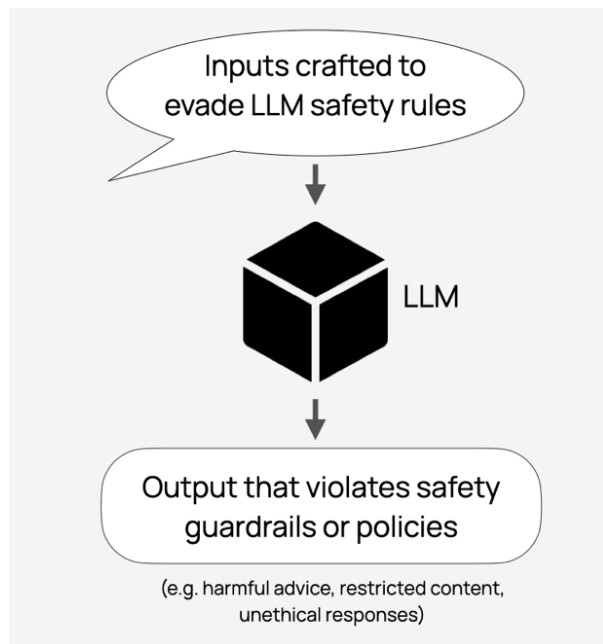 Inputs crafted to
evade LLM safety rules
LLM
Output that violates safety
guardrails or policies
(e.g. harmful advice, restricted content,
unethical responses)